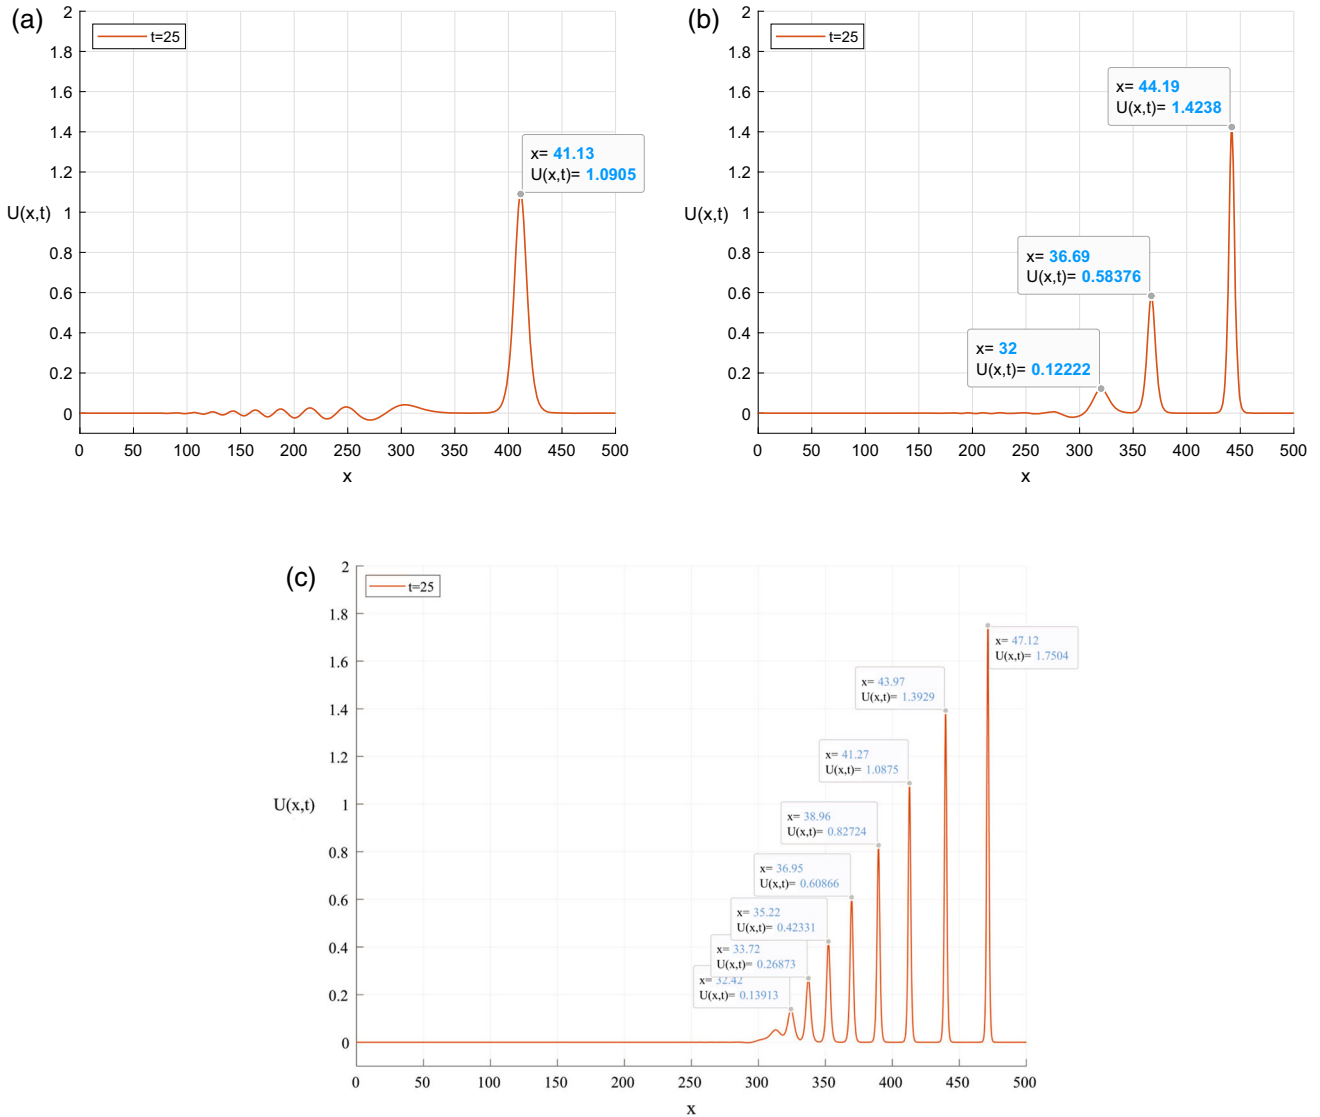 (a)
2
1.8
1.6
1.4
1.2
1
0.8
0.6
0.4
0.2
0
U(x,t)
t=25
x= 41.13
U(x,t)= 1.0905
0 50 100 150 200 250 300 350 400 450 500
x
(b)
2
1.8
1.6
1.4
1.2
1
0.8
0.6
0.4
0.2
0
U(x,t)
t=25
x= 44.19
U(x,t)= 1.4238
x= 36.69
U(x,t)= 0.58376
x= 32
U(x,t)= 0.12222
0 50 100 150 200 250 300 350 400 450 500
x
(c)
2
1.8
1.6
1.4
1.2
1
0.8
0.6
0.4
0.2
0
U(x,t)
t=25
x= 47.12
U(x,t)= 1.7504
x= 43.97
U(x,t)= 1.3929
x= 41.27
U(x,t)= 1.0875
x= 38.96
U(x,t)= 0.82724
x= 36.95
U(x,t)= 0.60866
x= 35.22
U(x,t)= 0.42331
x= 33.72
U(x,t)= 0.26873
x= 32.42
U(x,t)= 0.13913
0 50 100 150 200 250 300 350 400 450 500
x